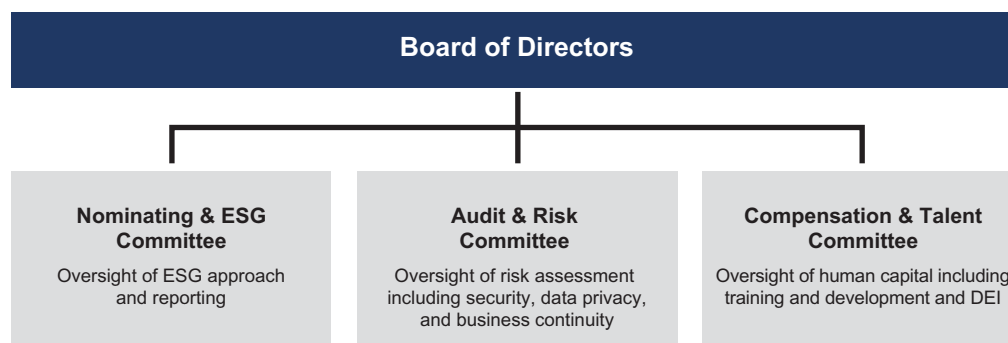 Board of Directors
Nominating & ESG
Committee
Oversight of ESG approach
and reporting
Audit & Risk
Committee
Oversight of risk assessment
including security, data privacy,
and business continuity
Compensation & Talent
Committee
Oversight of human capital including
training and development and DEI